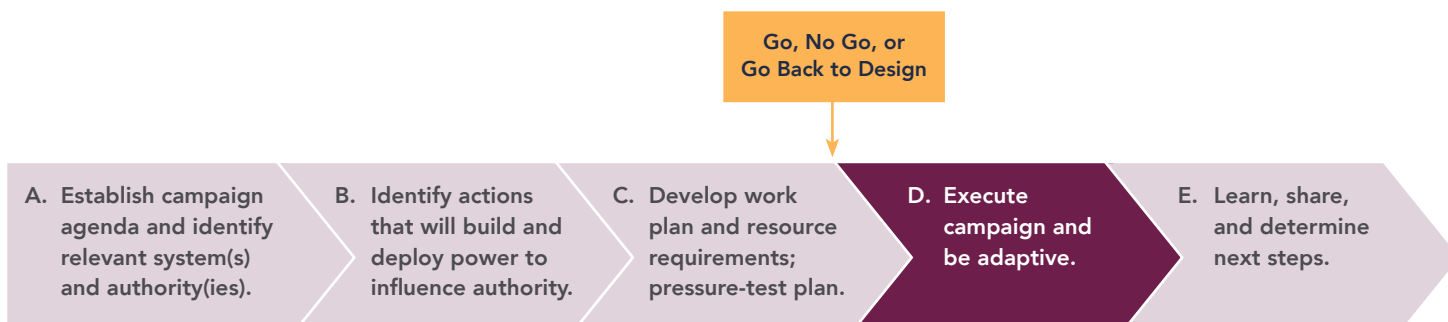 Go, No Go, or
Go Back to Design
A. Establish campaign
agenda and identify
relevant system(s)
and authority(ies).
B. Identify actions
that will build and
deploy power to
influence authority.
C. Develop work
plan and resource
requirements;
pressure-test plan.
D. Execute
campaign and
be adaptive.
E. Learn, share,
and determine
next steps.